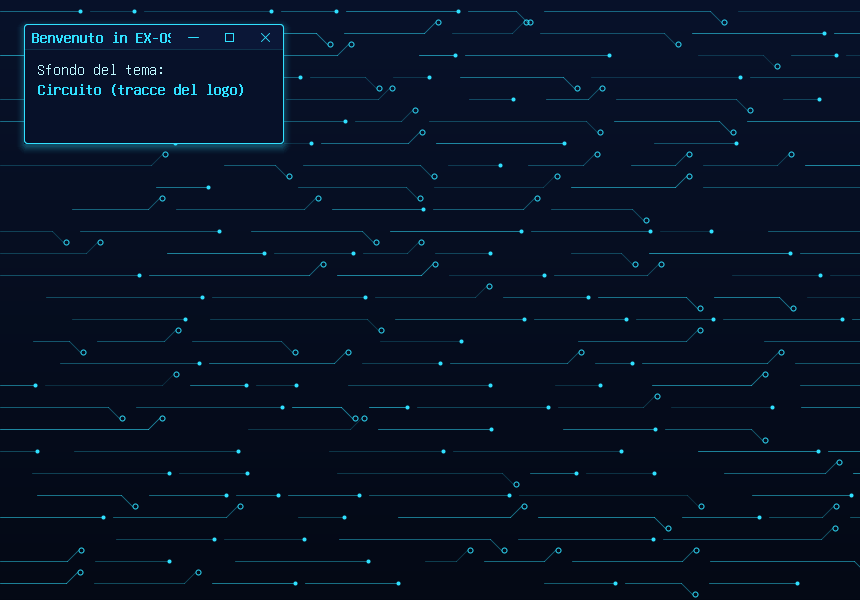 Benvenuto in EX-OS
Sfondo del tema:
Circuito (tracce del logo)